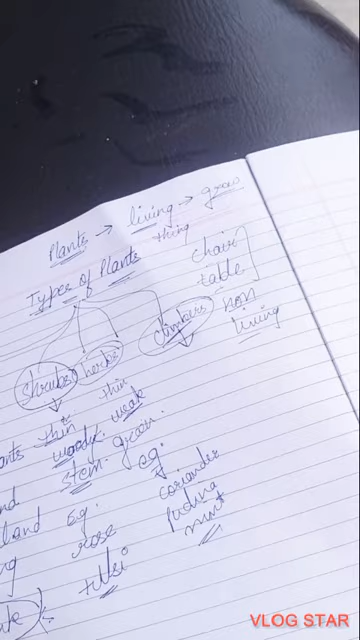 Plants → living → grow
thing
Types of Plants
chair
table
non
living
shrubs
herbs
climbers
thin
woody
stem.
eg.
rose
tulsi
thin
weak
green.
eg.
coriander
pudina
mint
VLOG STAR